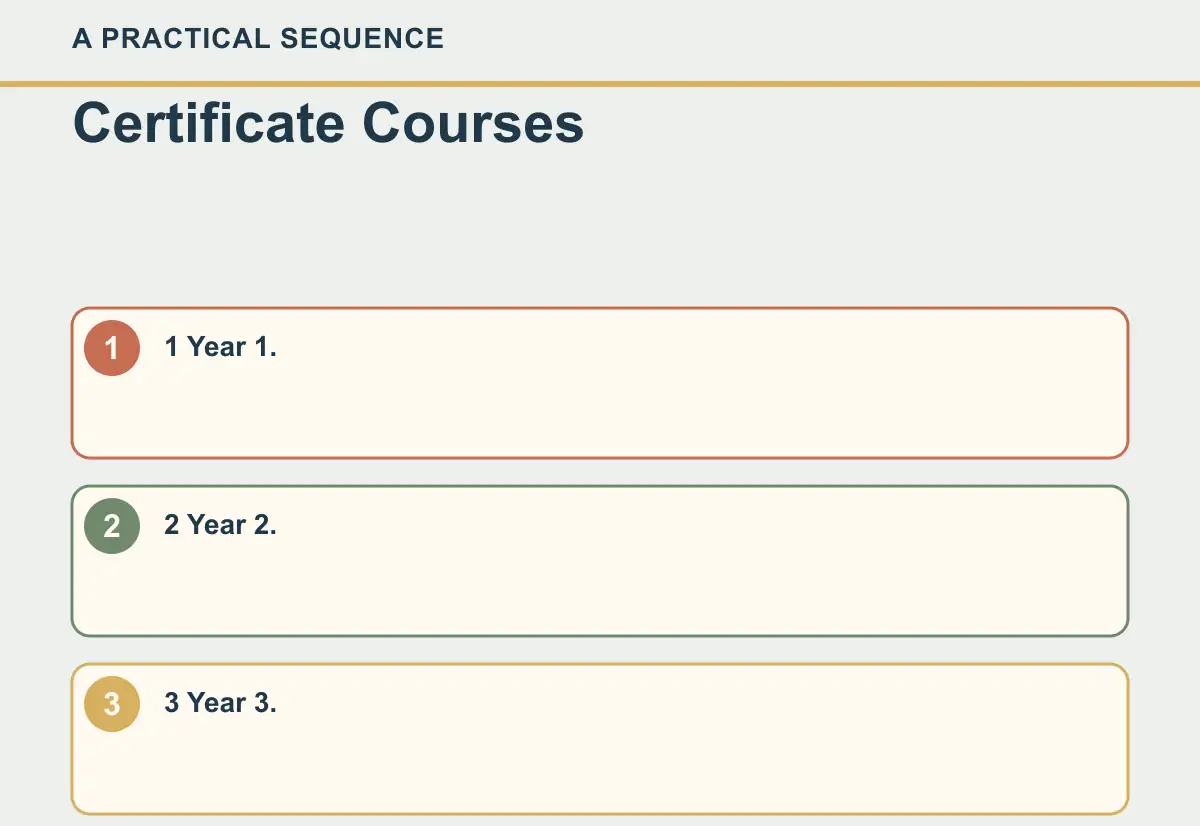 A PRACTICAL SEQUENCE
Certificate Courses
1 1 Year 1.
2 2 Year 2.
3 3 Year 3.